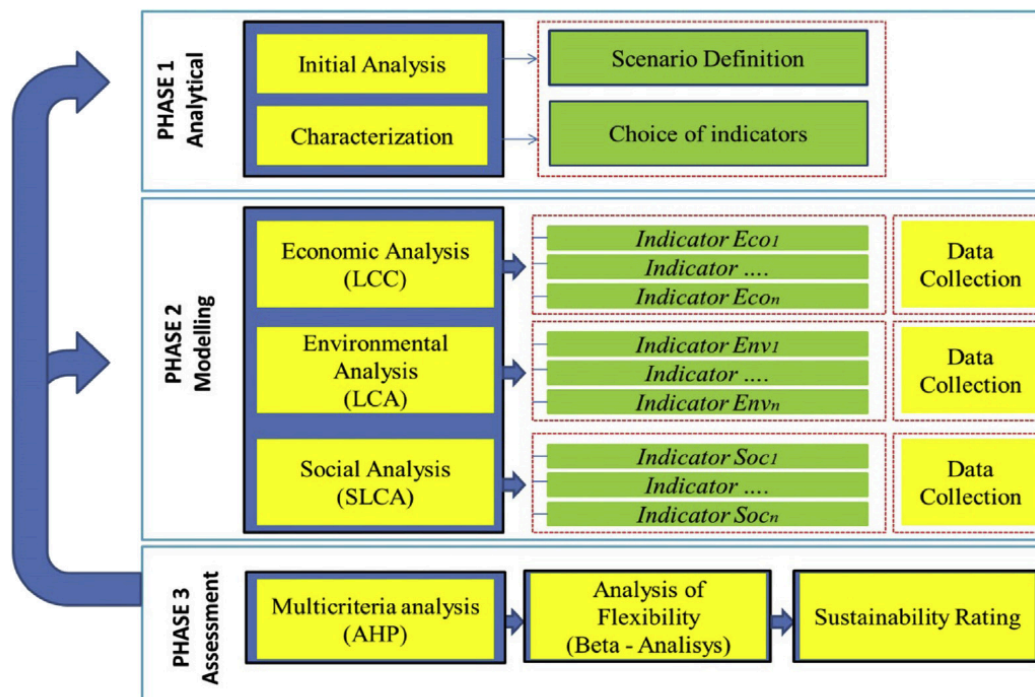 PHASE 1
Analytical
Initial Analysis
Scenario Definition
Characterization
Choice of indicators
PHASE 2
Modelling
Economic Analysis
(LCC)
Indicator Eco1
Indicator ....
Indicator Econ
Data
Collection
Environmental
Analysis
(LCA)
Indicator Env1
Indicator ....
Indicator Envn
Data
Collection
Social Analysis
(SLCA)
Indicator Soc1
Indicator ....
Indicator Socn
Data
Collection
PHASE 3
Assessment
Multicriteria analysis
(AHP)
Analysis of
Flexibility
(Beta - Analisys)
Sustainability Rating